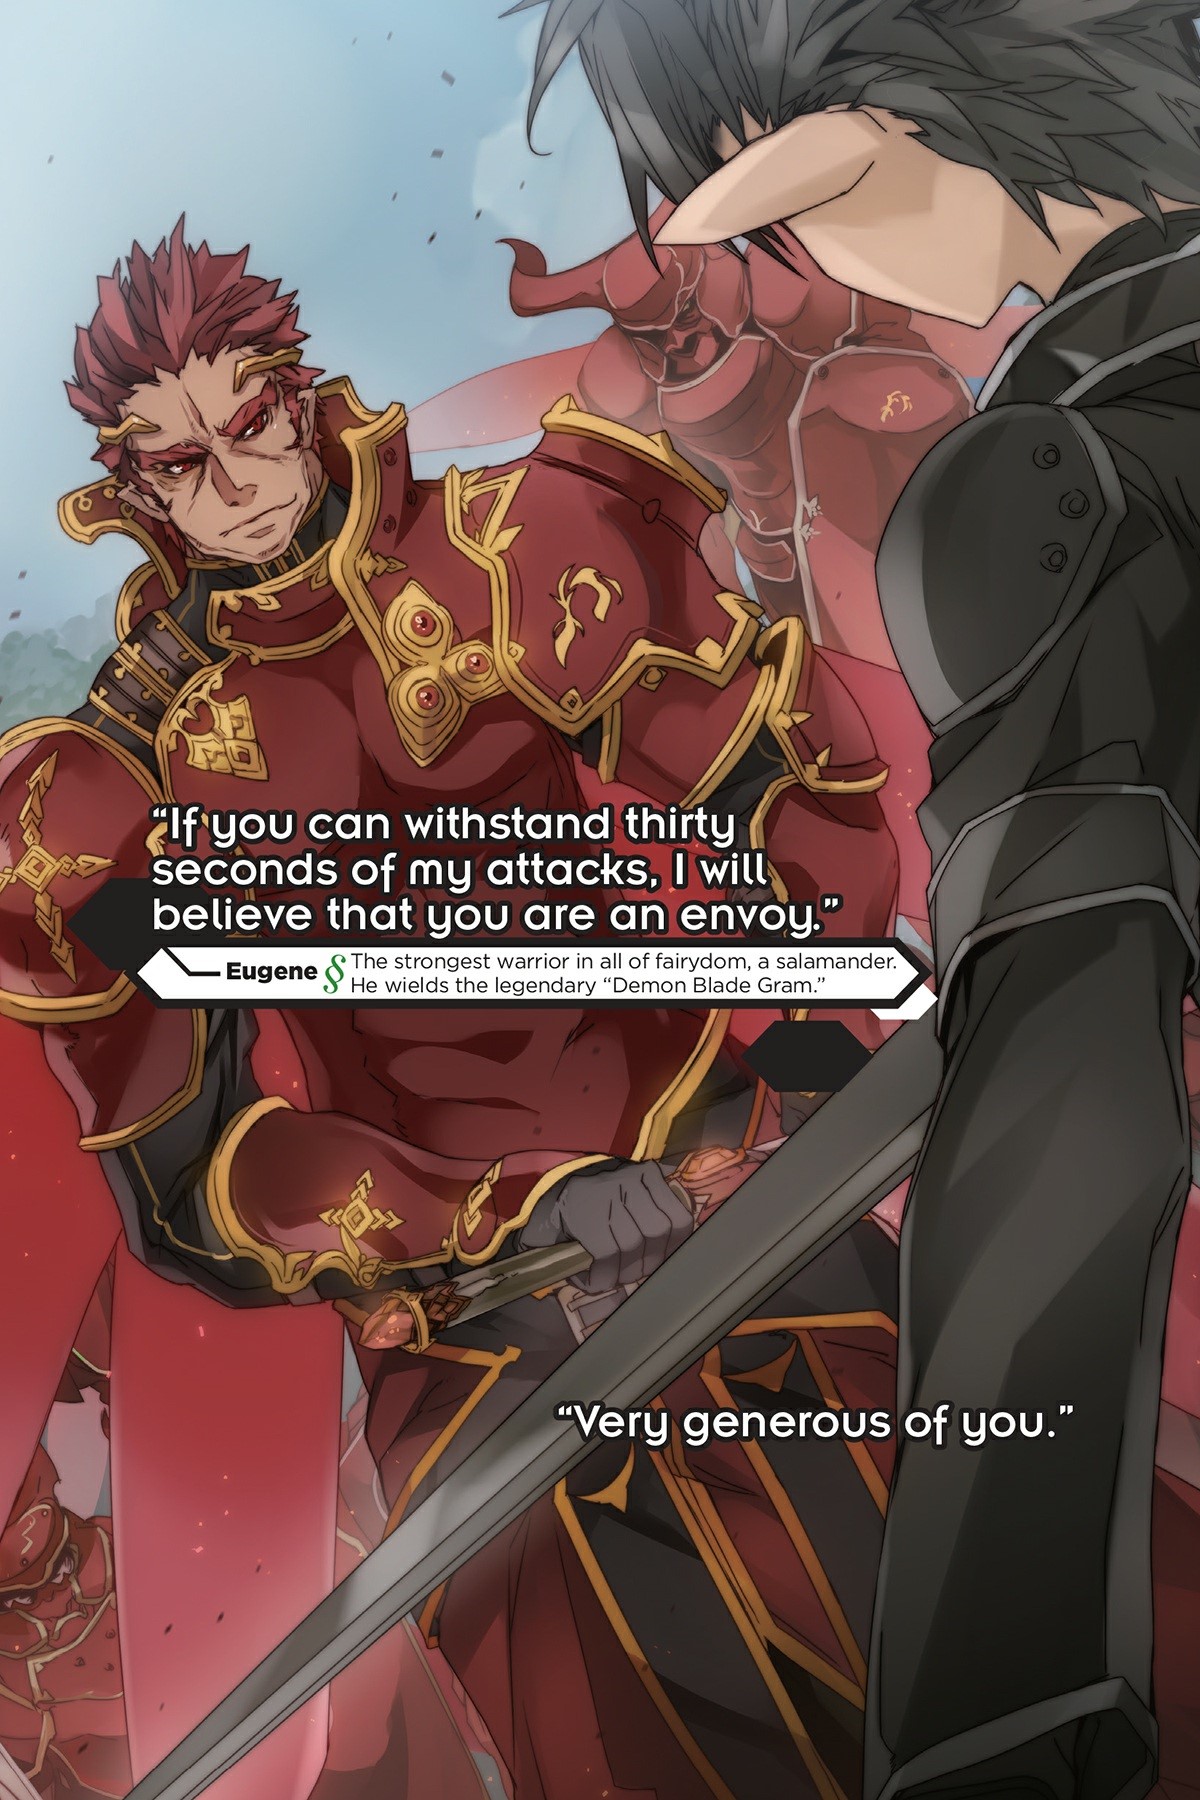 “If you can withstand thirty
seconds of my attacks, I will
believe that you are an envoy.”
Eugene § The strongest warrior in all of fairydom, a salamander.
He wields the legendary “Demon Blade Gram.”
“Very generous of you.”